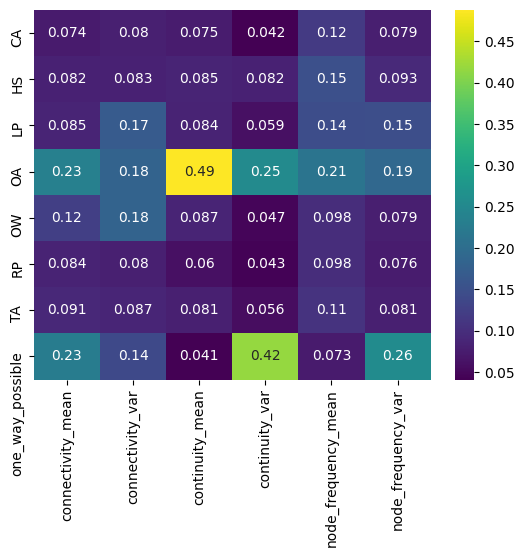 CA 0.074 0.08 0.075 0.042 0.12 0.079
HS 0.082 0.083 0.085 0.082 0.15 0.093
LP 0.085 0.17 0.084 0.059 0.14 0.15
OA 0.23 0.18 0.49 0.25 0.21 0.19
OW 0.12 0.18 0.087 0.047 0.098 0.079
RP 0.084 0.08 0.06 0.043 0.098 0.076
TA 0.091 0.087 0.081 0.056 0.11 0.081
one_way_possible 0.23 0.14 0.041 0.42 0.073 0.26
connectivity_mean
connectivity_var
continuity_mean
continuity_var
node_frequency_mean
node_frequency_var
0.45
0.40
0.35
0.30
0.25
0.20
0.15
0.10
0.05